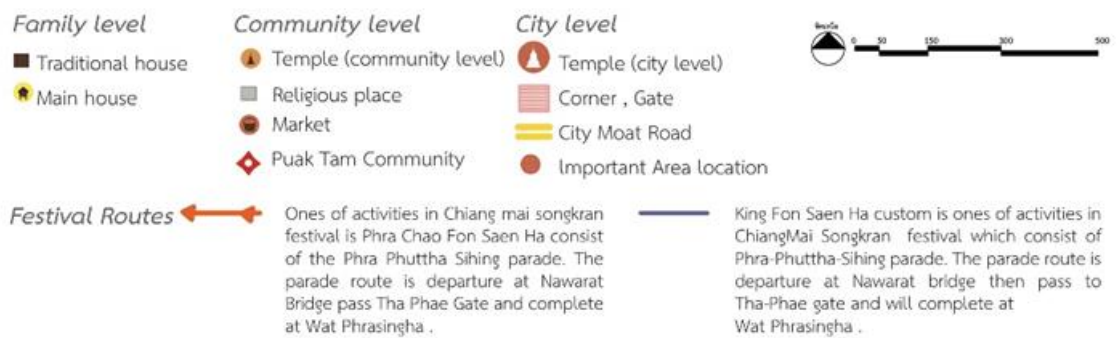 Family level
Traditional house
Main house
Community level
Temple (community level)
Religious place
Market
Puak Tam Community
City level
Temple (city level)
Corner , Gate
City Moat Road
Important Area location
0 50 150 300 500
Festival Routes
Ones of activities in Chiang mai songkran
festival is Phra Chao Fon Saen Ha consist
of the Phra Phuttha Sihing parade. The
parade route is departure at Nawarat
Bridge pass Tha Phae Gate and complete
at Wat Phrasingha .
King Fon Saen Ha custom is ones of activities in
ChiangMai Songkran festival which consist of
Phra-Phuttha-Sihing parade. The parade route is
departure at Nawarat bridge then pass to
Tha-Phae gate and will complete at
Wat Phrasingha .